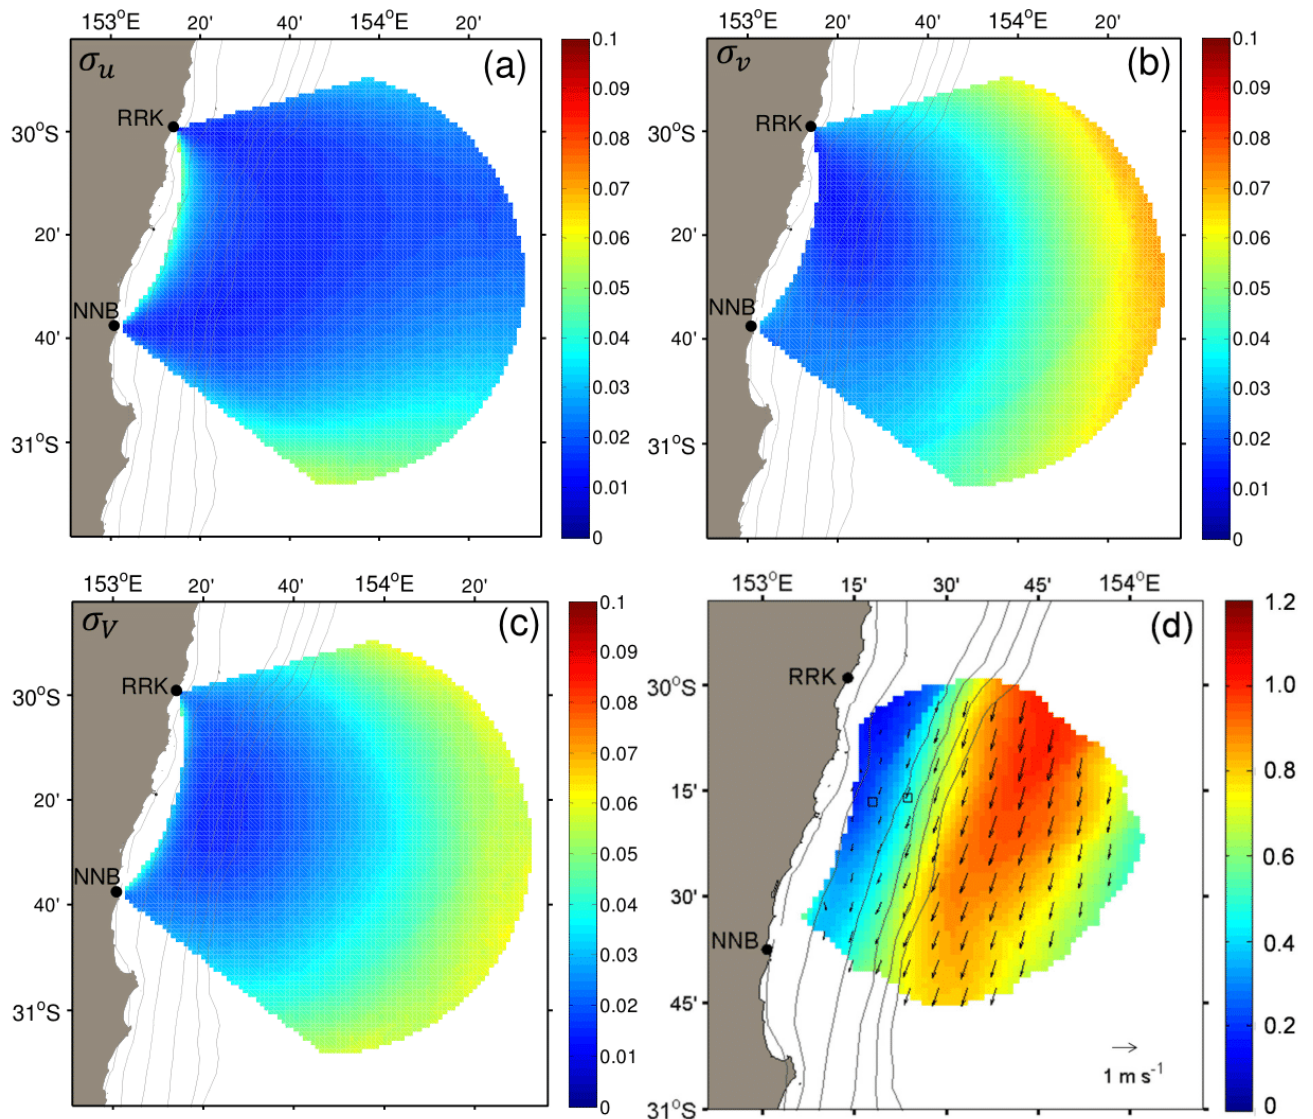 153°E 20' 40' 154°E 20'
σ_u (a)
RRK
NNB
30°S
20'
40'
31°S
0.1
0.09
0.08
0.07
0.06
0.05
0.04
0.03
0.02
0.01
0
153°E 20' 40' 154°E 20'
σ_v (b)
RRK
NNB
30°S
20'
40'
31°S
0.1
0.09
0.08
0.07
0.06
0.05
0.04
0.03
0.02
0.01
0
153°E 20' 40' 154°E 20'
σ_V (c)
RRK
NNB
30°S
20'
40'
31°S
0.1
0.09
0.08
0.07
0.06
0.05
0.04
0.03
0.02
0.01
0
153°E 15' 30' 45' 154°E
(d)
RRK
NNB
30°S
15'
30'
45'
31°S
1 m s⁻¹
1.2
1.0
0.8
0.6
0.4
0.2
0